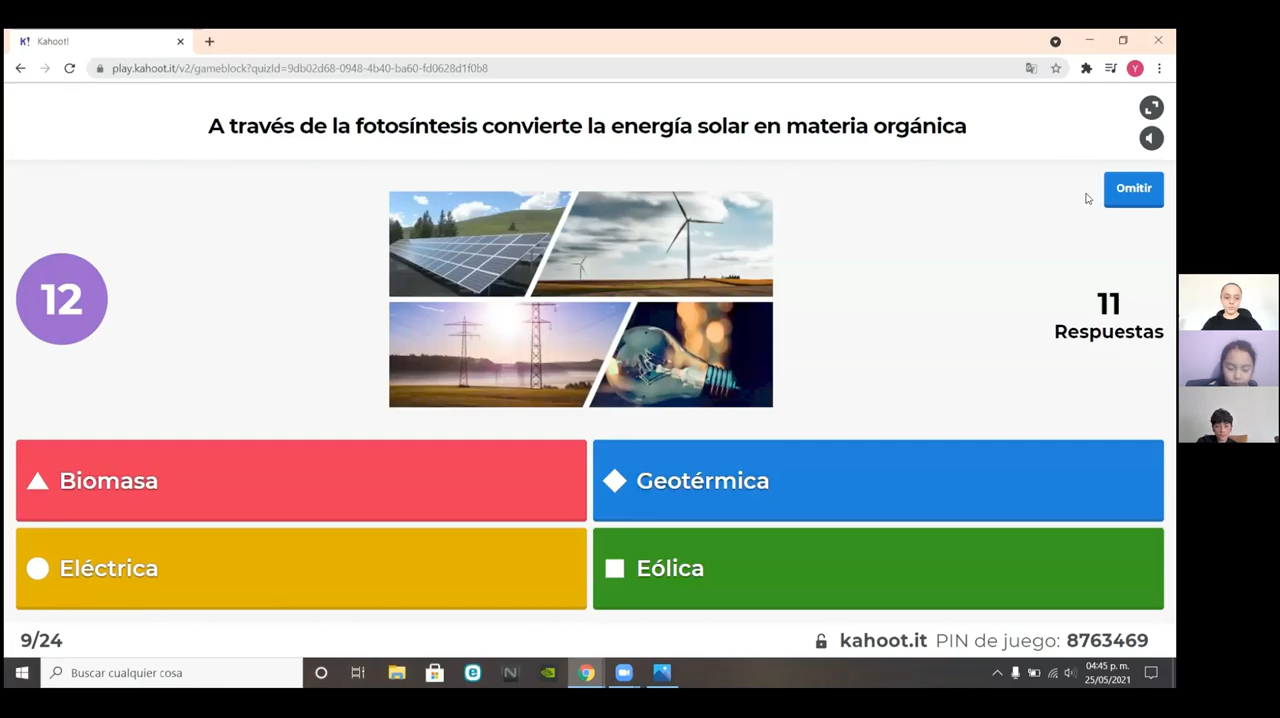 Kahoot!
play.kahoot.it/v2/gameblock?quizId=9db02d68-0948-4b40-ba60-fd0628d1f0b8
Y
A través de la fotosíntesis convierte la energía solar en materia orgánica
Omitir
12
11
Respuestas
Biomasa
Geotérmica
Eléctrica
Eólica
9/24
kahoot.it PIN de juego: 8763469
Buscar cualquier cosa
04:45 p. m.
25/05/2021